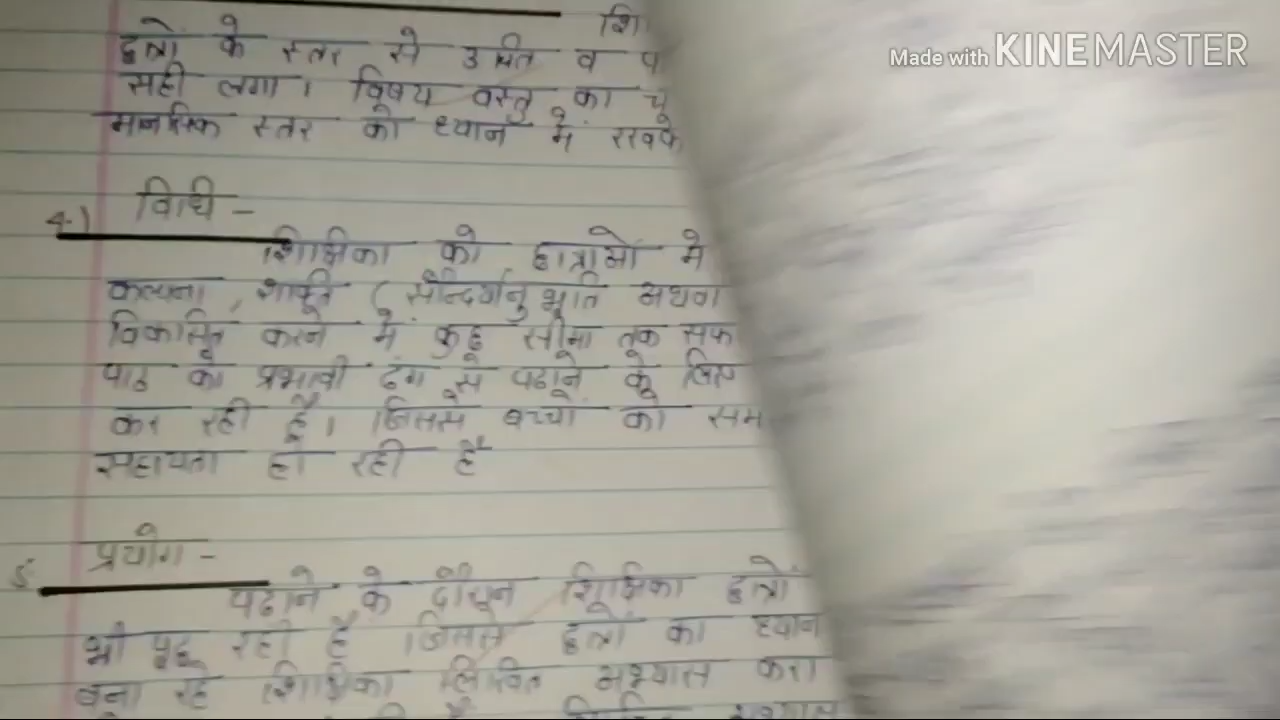 शि
छात्रों के स्तर से उचित व
सही लगा। विषय वस्तु का चु
मानसिक स्तर को ध्यान में रखके
4.) विधि -
शिक्षिका को छात्राओं में
कल्पना, शक्ति, सौन्दर्यानुभूति अथवा
विकसित करने में कुछ सीमा तक सफ
पाठ को प्रभावी ढंग से पढाने के लिए
कर रही है। जिससे बच्चों को सम
सहायता हो रही है
5. प्रयोग -
पढाने के दौरान शिक्षिका छात्रों
भी पूछ रही है जिससे छात्रों का ध्यान
बना रहे शिक्षिका लिखित अभ्यास करा
Made with KINEMASTER